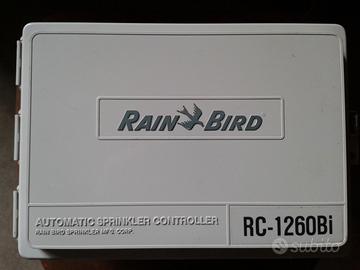 RAIN BIRD
AUTOMATIC SPRINKLER CONTROLLER
RAIN BIRD SPRINKLER MFG. CORP.
RC-1260Bi
subito